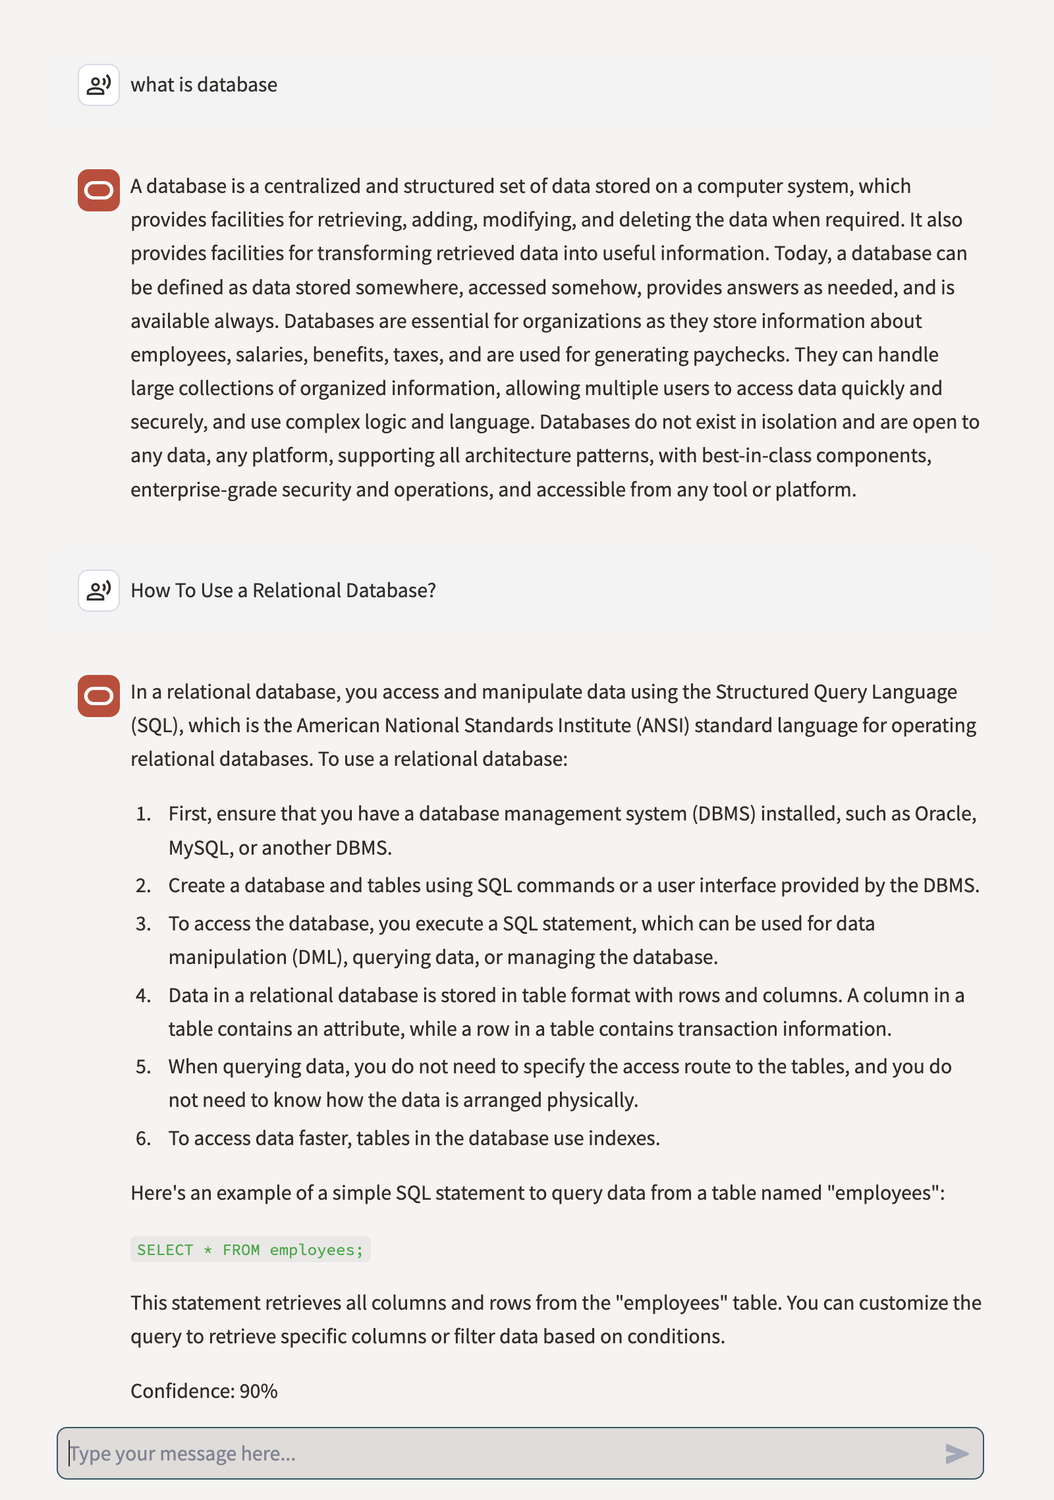 what is database
A database is a centralized and structured set of data stored on a computer system, which
provides facilities for retrieving, adding, modifying, and deleting the data when required. It also
provides facilities for transforming retrieved data into useful information. Today, a database can
be defined as data stored somewhere, accessed somehow, provides answers as needed, and is
available always. Databases are essential for organizations as they store information about
employees, salaries, benefits, taxes, and are used for generating paychecks. They can handle
large collections of organized information, allowing multiple users to access data quickly and
securely, and use complex logic and language. Databases do not exist in isolation and are open to
any data, any platform, supporting all architecture patterns, with best-in-class components,
enterprise-grade security and operations, and accessible from any tool or platform.
How To Use a Relational Database?
In a relational database, you access and manipulate data using the Structured Query Language
(SQL), which is the American National Standards Institute (ANSI) standard language for operating
relational databases. To use a relational database:
1. First, ensure that you have a database management system (DBMS) installed, such as Oracle,
MySQL, or another DBMS.
2. Create a database and tables using SQL commands or a user interface provided by the DBMS.
3. To access the database, you execute a SQL statement, which can be used for data
manipulation (DML), querying data, or managing the database.
4. Data in a relational database is stored in table format with rows and columns. A column in a
table contains an attribute, while a row in a table contains transaction information.
5. When querying data, you do not need to specify the access route to the tables, and you do
not need to know how the data is arranged physically.
6. To access data faster, tables in the database use indexes.
Here's an example of a simple SQL statement to query data from a table named "employees":
SELECT * FROM employees;
This statement retrieves all columns and rows from the "employees" table. You can customize the
query to retrieve specific columns or filter data based on conditions.
Confidence: 90%
Type your message here...